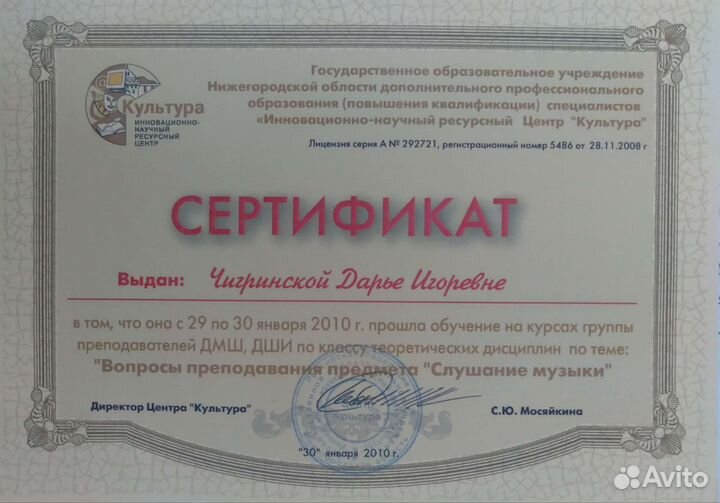 Государственное образовательное учреждение
Нижегородской области дополнительного профессионального
образования (повышения квалификации) специалистов
«Инновационно-научный ресурсный Центр "Культура"
Лицензия серия А № 292721, регистрационный номер 5486 от 28.11.2008 г
Культура
ИННОВАЦИОННО-
НАУЧНЫЙ
РЕСУРСНЫЙ
ЦЕНТР
СЕРТИФИКАТ
Выдан: Чигринской Дарье Игоревне
в том, что она с 29 по 30 января 2010 г. прошла обучение на курсах группы
преподавателей ДМШ, ДШИ по классу теоретических дисциплин по теме:
"Вопросы преподавания предмета "Слушание музыки"
Директор Центра "Культура"
С.Ю. Мосяйкина
Культура
"30" января 2010 г.
Avito